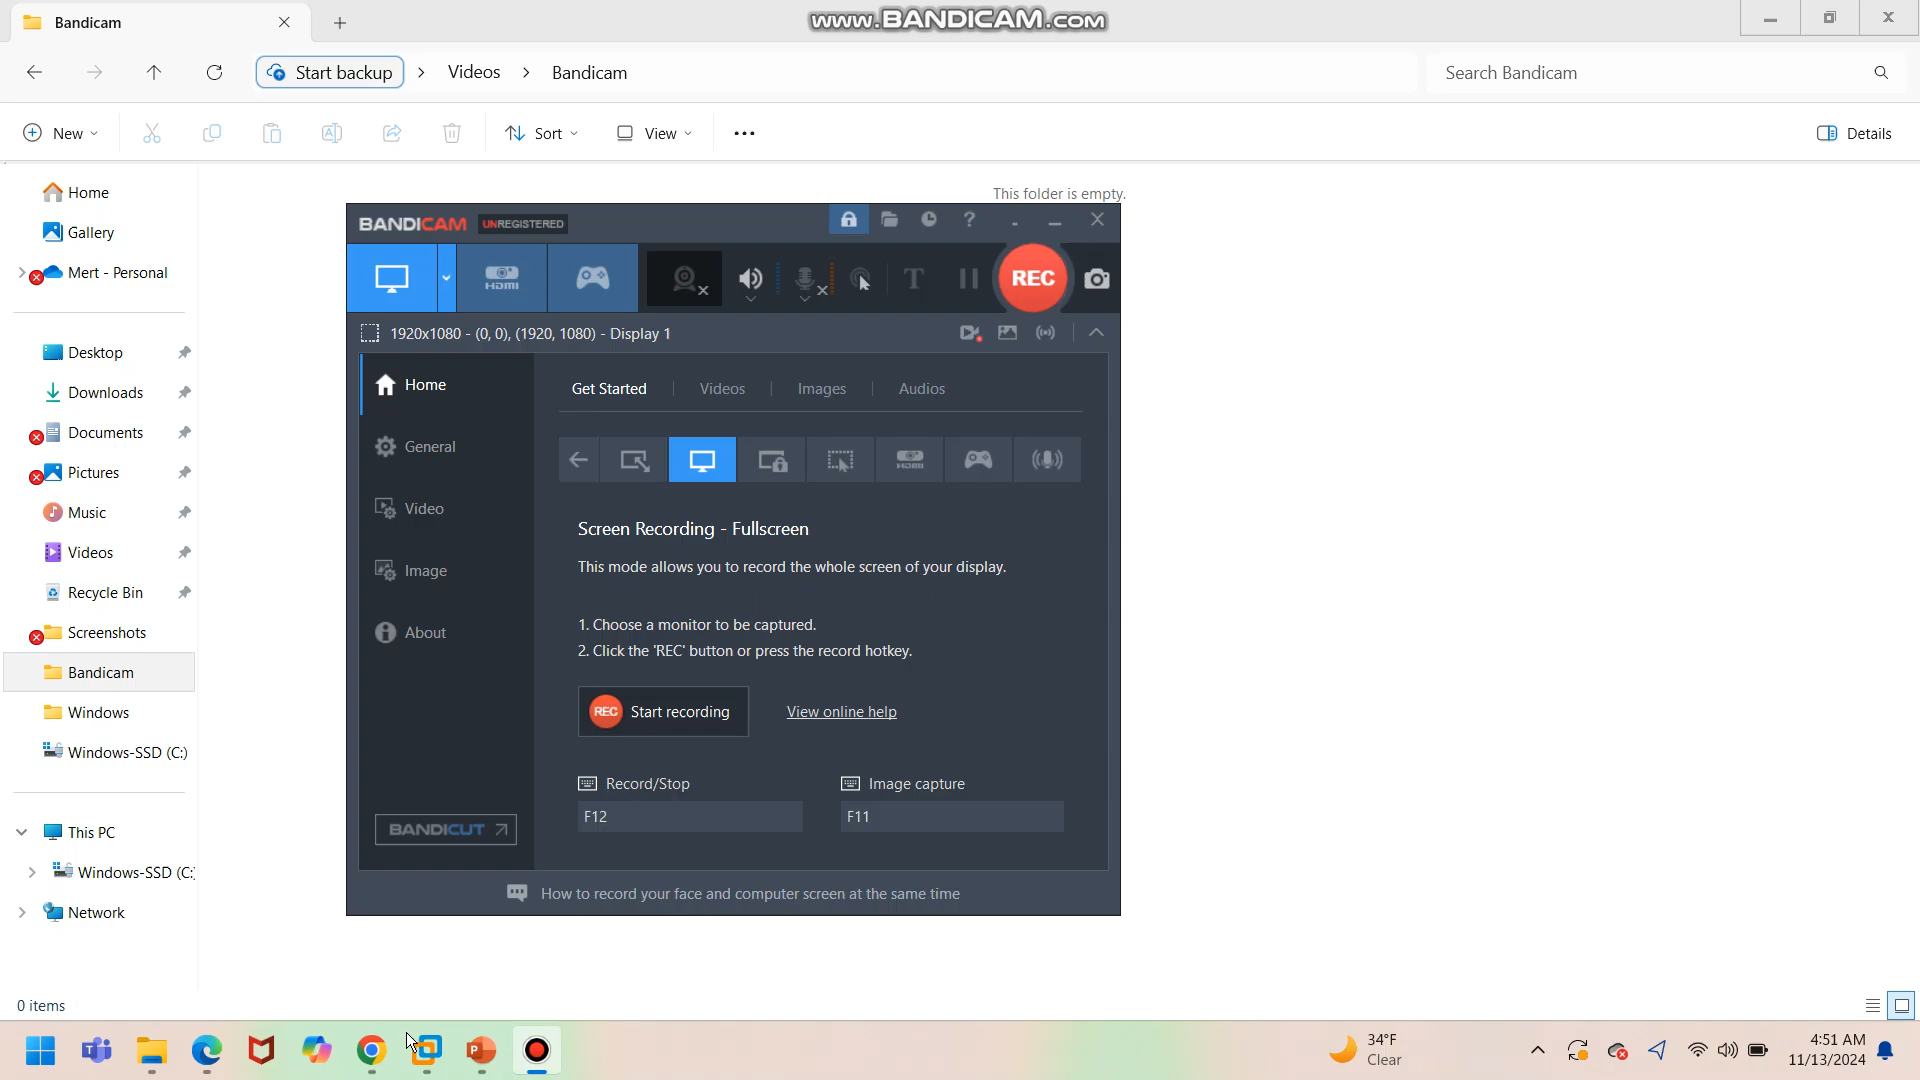 Bandicam
www.BANDICAM.com
Start backup
Videos
Bandicam
Search Bandicam
New
Sort
View
Details
Home
Gallery
Mert - Personal
Desktop
Downloads
Documents
Pictures
Music
Videos
Recycle Bin
Screenshots
Bandicam
Windows
Windows-SSD (C:)
This PC
Windows-SSD (C:
Network
This folder is empty.
BANDICAM UNREGISTERED
HDMI
T
REC
1920x1080 - (0, 0), (1920, 1080) - Display 1
Home
General
Video
Image
About
BANDICUT
Get Started
Videos
Images
Audios
HDMI
Screen Recording - Fullscreen
This mode allows you to record the whole screen of your display.
1. Choose a monitor to be captured.
2. Click the 'REC' button or press the record hotkey.
REC Start recording
View online help
Record/Stop
Image capture
F12
F11
How to record your face and computer screen at the same time
0 items
34°F
Clear
4:51 AM
11/13/2024